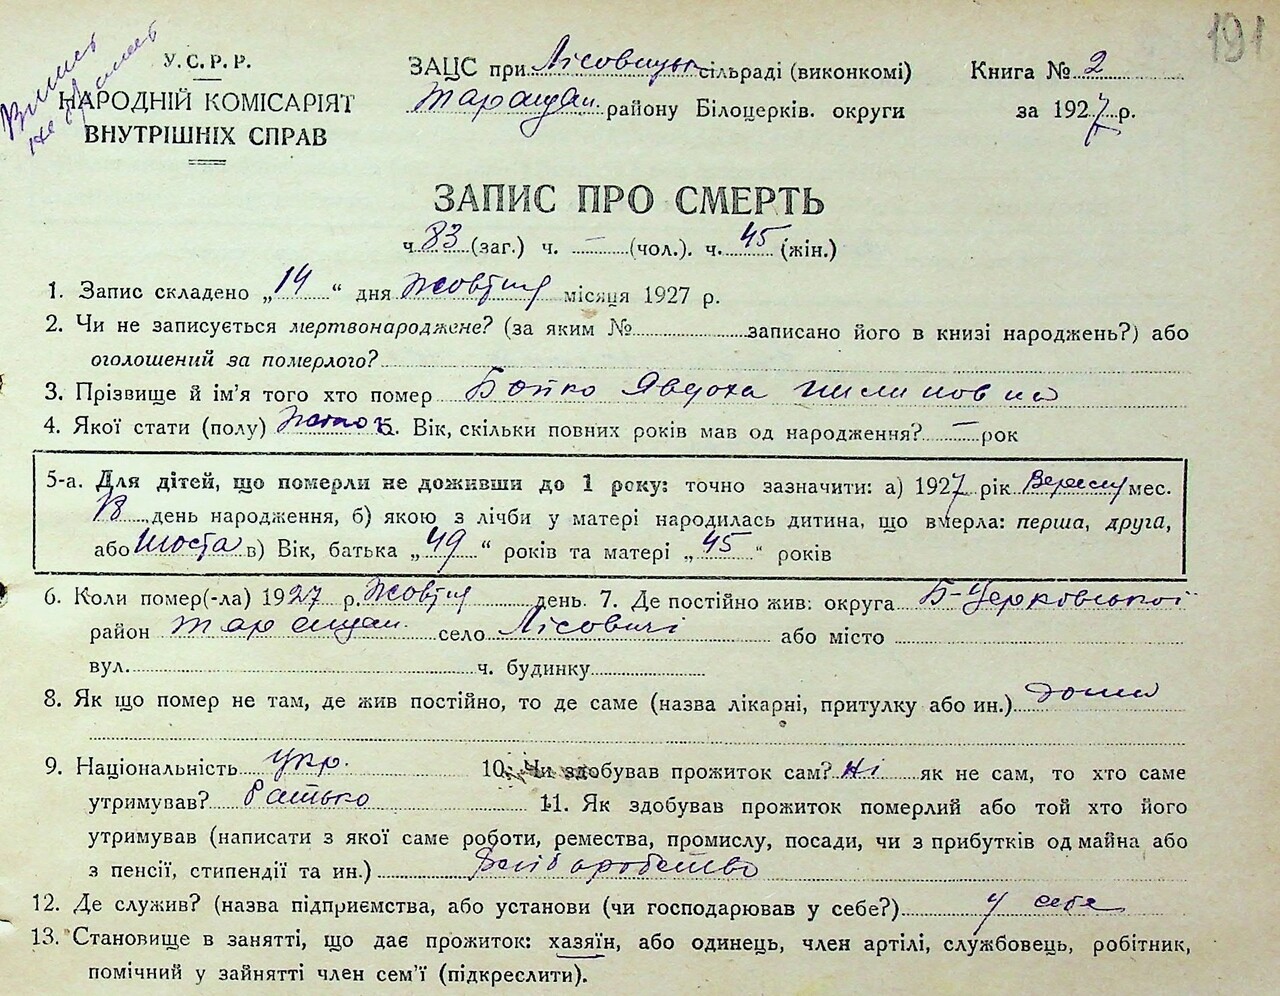 191
Випись не брались
У.С.Р.Р.
НАРОДНІЙ КОМІСАРІЯТ
ВНУТРІШНІХ СПРАВ
ЗАЦС при Лісовицькій сільраді (виконкомі)
Таращан. району Білоцерків. округи
Книга № 2
за 1927 р.
ЗАПИС ПРО СМЕРТЬ
ч 83 (заг.) ч. – (чол.). ч. 45 (жін.)
1. Запис складено „14“ дня Жовтня місяця 1927 р.
2. Чи не записується мертвонароджене? (за яким № записано його в книзі народжень?) або
оголошений за померлого?
3. Прізвище й ім'я того хто помер Бойко Явдоха
4. Якої стати (полу) Жіноч 5. Вік, скільки повних років мав од народження? – рок
5-а. Для дітей, що померли не доживши до 1 року: точно зазначити: а) 1927 рік Вересня мес.
18 день народження, б) якою з лічби у матері народилась дитина, що вмерла: перша, друга,
або Шоста в) Вік, батька „49“ років та матері „45“ років
6. Коли помер(-ла) 1927 р. Жовтня день. 7. Де постійно жив: округа Б-Церковської
район Таращан. село Лісовичі або місто
вул. ч. будинку
8. Як що помер не там, де жив постійно, то де саме (назва лікарні, притулку або ин.) дома
9. Національність укр. 10. Чи здобував прожиток сам? Ні як не сам, то хто саме
утримував? Батько 11. Як здобував прожиток померлий або той хто його
утримував (написати з якої саме роботи, ремества, промислу, посади, чи з прибутків од майна або
з пенсії, стипендії та ин.) Хліборобство
12. Де служив? (назва підприємства, або установи (чи господарював у себе?) у себе
13. Становище в занятті, що дає прожиток: хазяїн, або одинець, член артілі, службовець, робітник,
помічний у зайнятті член сем'ї (підкреслити).